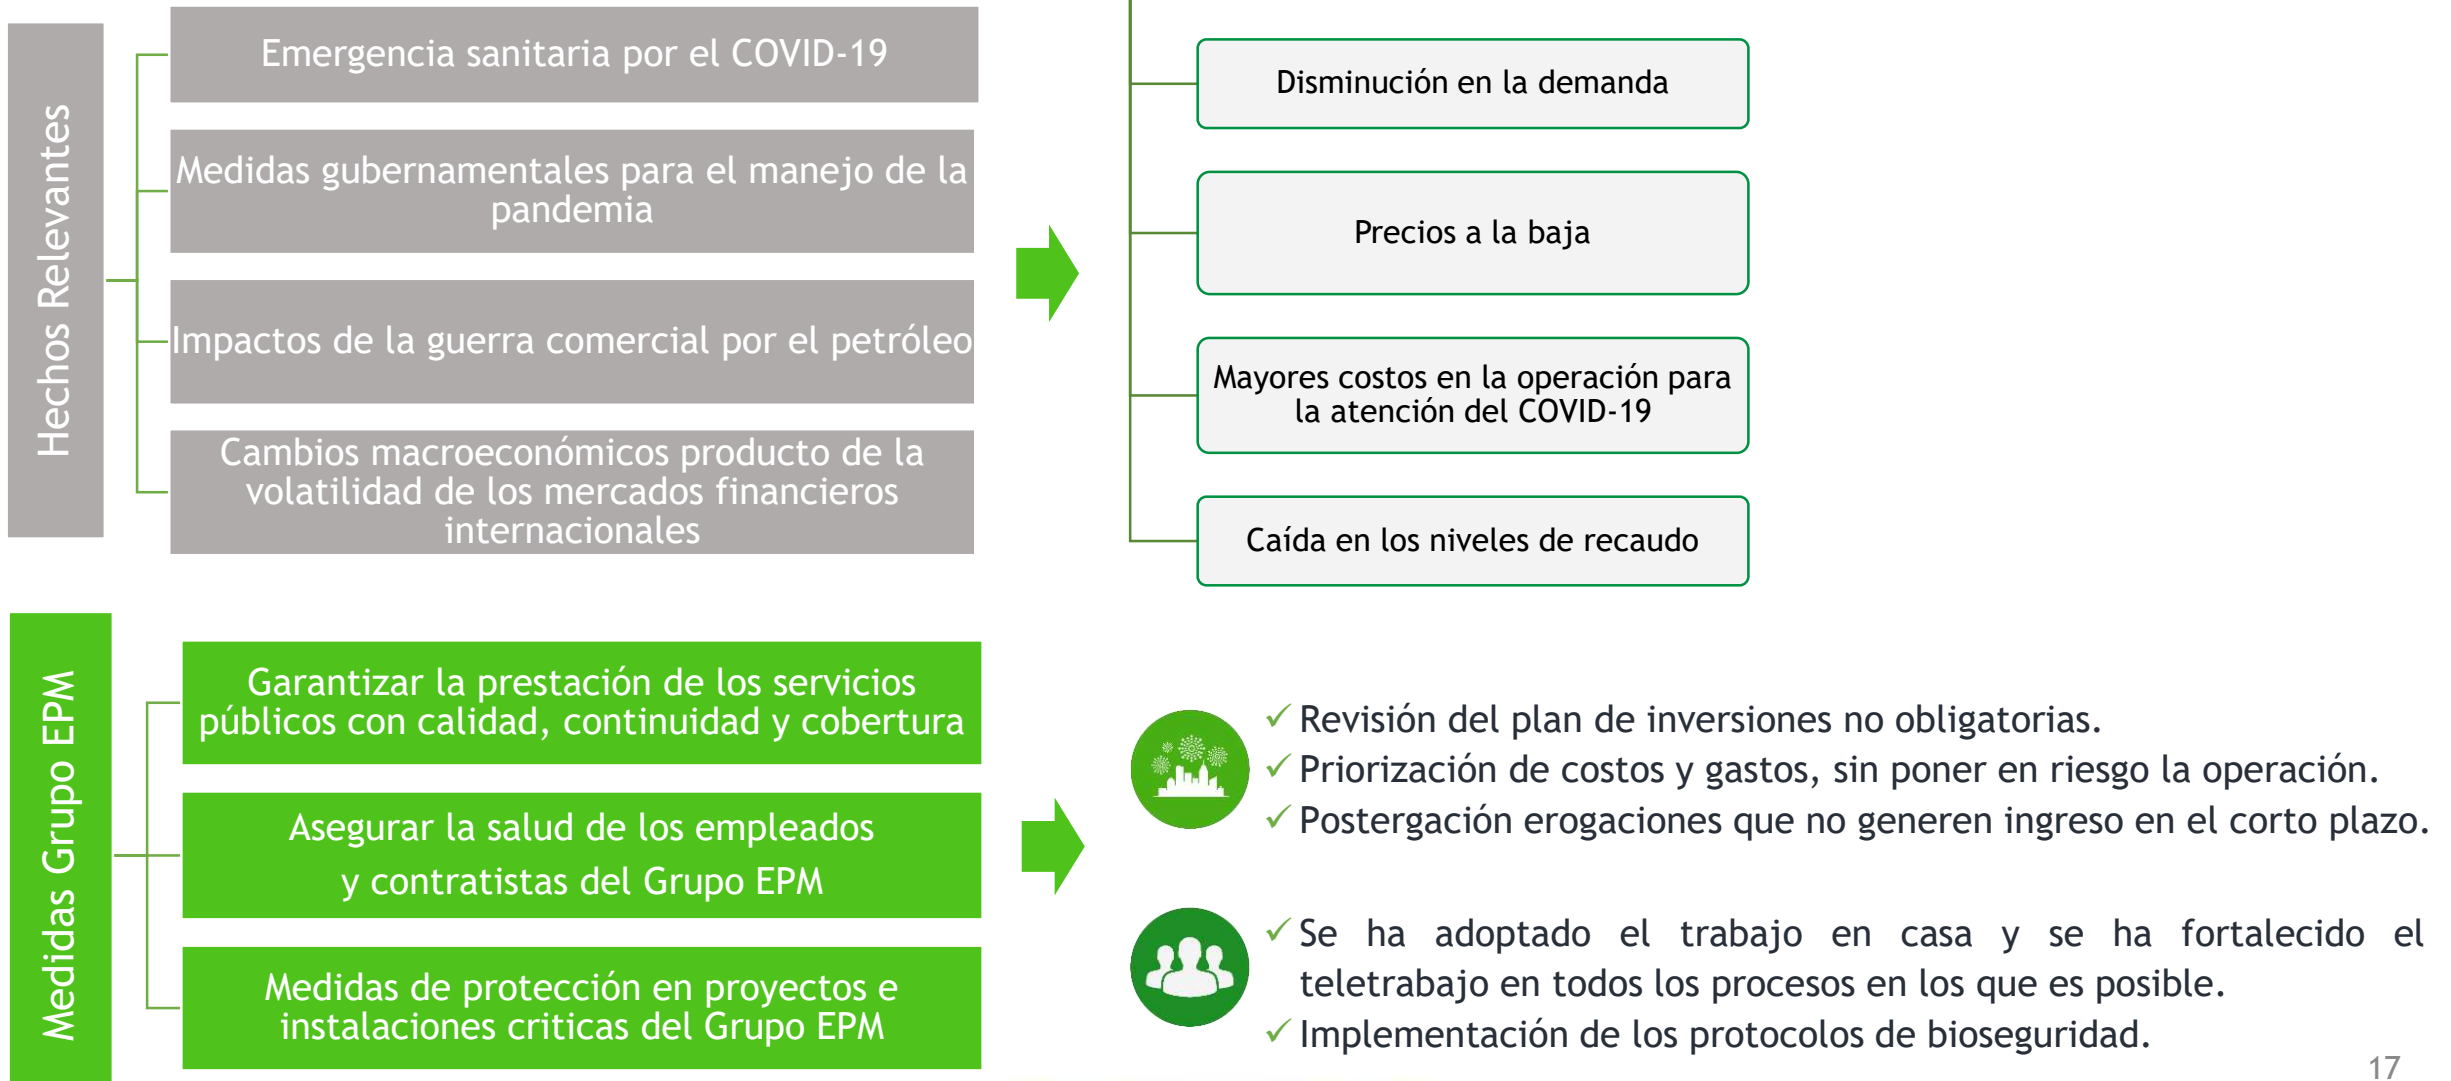 Hechos Relevantes
Emergencia sanitaria por el COVID-19
Medidas gubernamentales para el manejo de la
pandemia
Impactos de la guerra comercial por el petróleo
Cambios macroeconómicos producto de la
volatilidad de los mercados financieros
internacionales
Disminución en la demanda
Precios a la baja
Mayores costos en la operación para
la atención del COVID-19
Caída en los niveles de recaudo
Medidas Grupo EPM
Garantizar la prestación de los servicios
públicos con calidad, continuidad y cobertura
Asegurar la salud de los empleados
y contratistas del Grupo EPM
Medidas de protección en proyectos e
instalaciones criticas del Grupo EPM
✓ Revisión del plan de inversiones no obligatorias.
✓ Priorización de costos y gastos, sin poner en riesgo la operación.
✓ Postergación erogaciones que no generen ingreso en el corto plazo.
✓ Se ha adoptado el trabajo en casa y se ha fortalecido el
teletrabajo en todos los procesos en los que es posible.
✓ Implementación de los protocolos de bioseguridad.
17